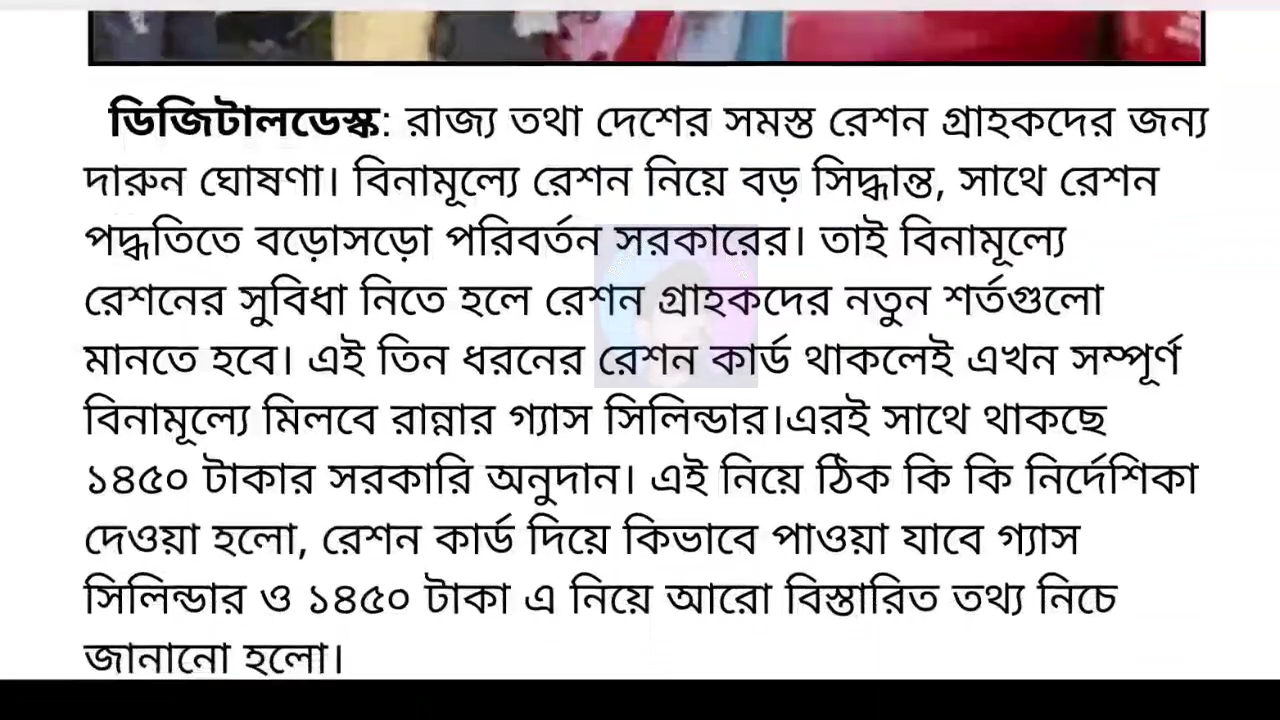 ডিজিটালডেস্ক: রাজ্য তথা দেশের সমস্ত রেশন গ্রাহকদের জন্য
দারুন ঘোষণা। বিনামূল্যে রেশন নিয়ে বড় সিদ্ধান্ত, সাথে রেশন
পদ্ধতিতে বড়োসড়ো পরিবর্তন সরকারের। তাই বিনামূল্যে
রেশনের সুবিধা নিতে হলে রেশন গ্রাহকদের নতুন শর্তগুলো
মানতে হবে। এই তিন ধরনের রেশন কার্ড থাকলেই এখন সম্পূর্ণ
বিনামূল্যে মিলবে রান্নার গ্যাস সিলিন্ডার।এরই সাথে থাকছে
১৪৫০ টাকার সরকারি অনুদান। এই নিয়ে ঠিক কি কি নির্দেশিকা
দেওয়া হলো, রেশন কার্ড দিয়ে কিভাবে পাওয়া যাবে গ্যাস
সিলিন্ডার ও ১৪৫০ টাকা এ নিয়ে আরো বিস্তারিত তথ্য নিচে
জানানো হলো।